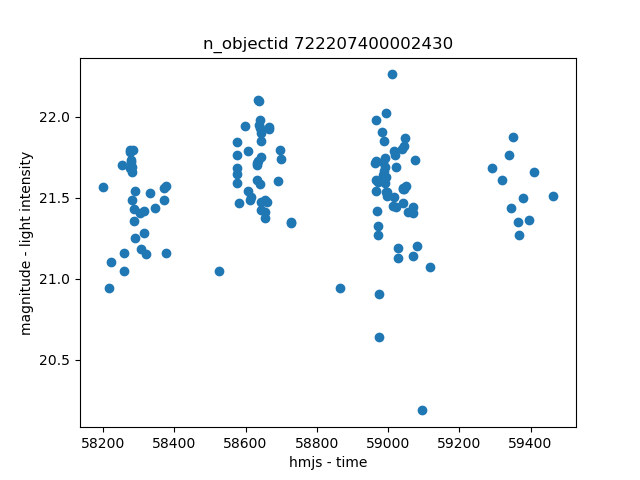 n_objectid 722207400002430
magnitude - light intensity
22.0
21.5
21.0
20.5
58200 58400 58600 58800 59000 59200 59400
hmjs - time